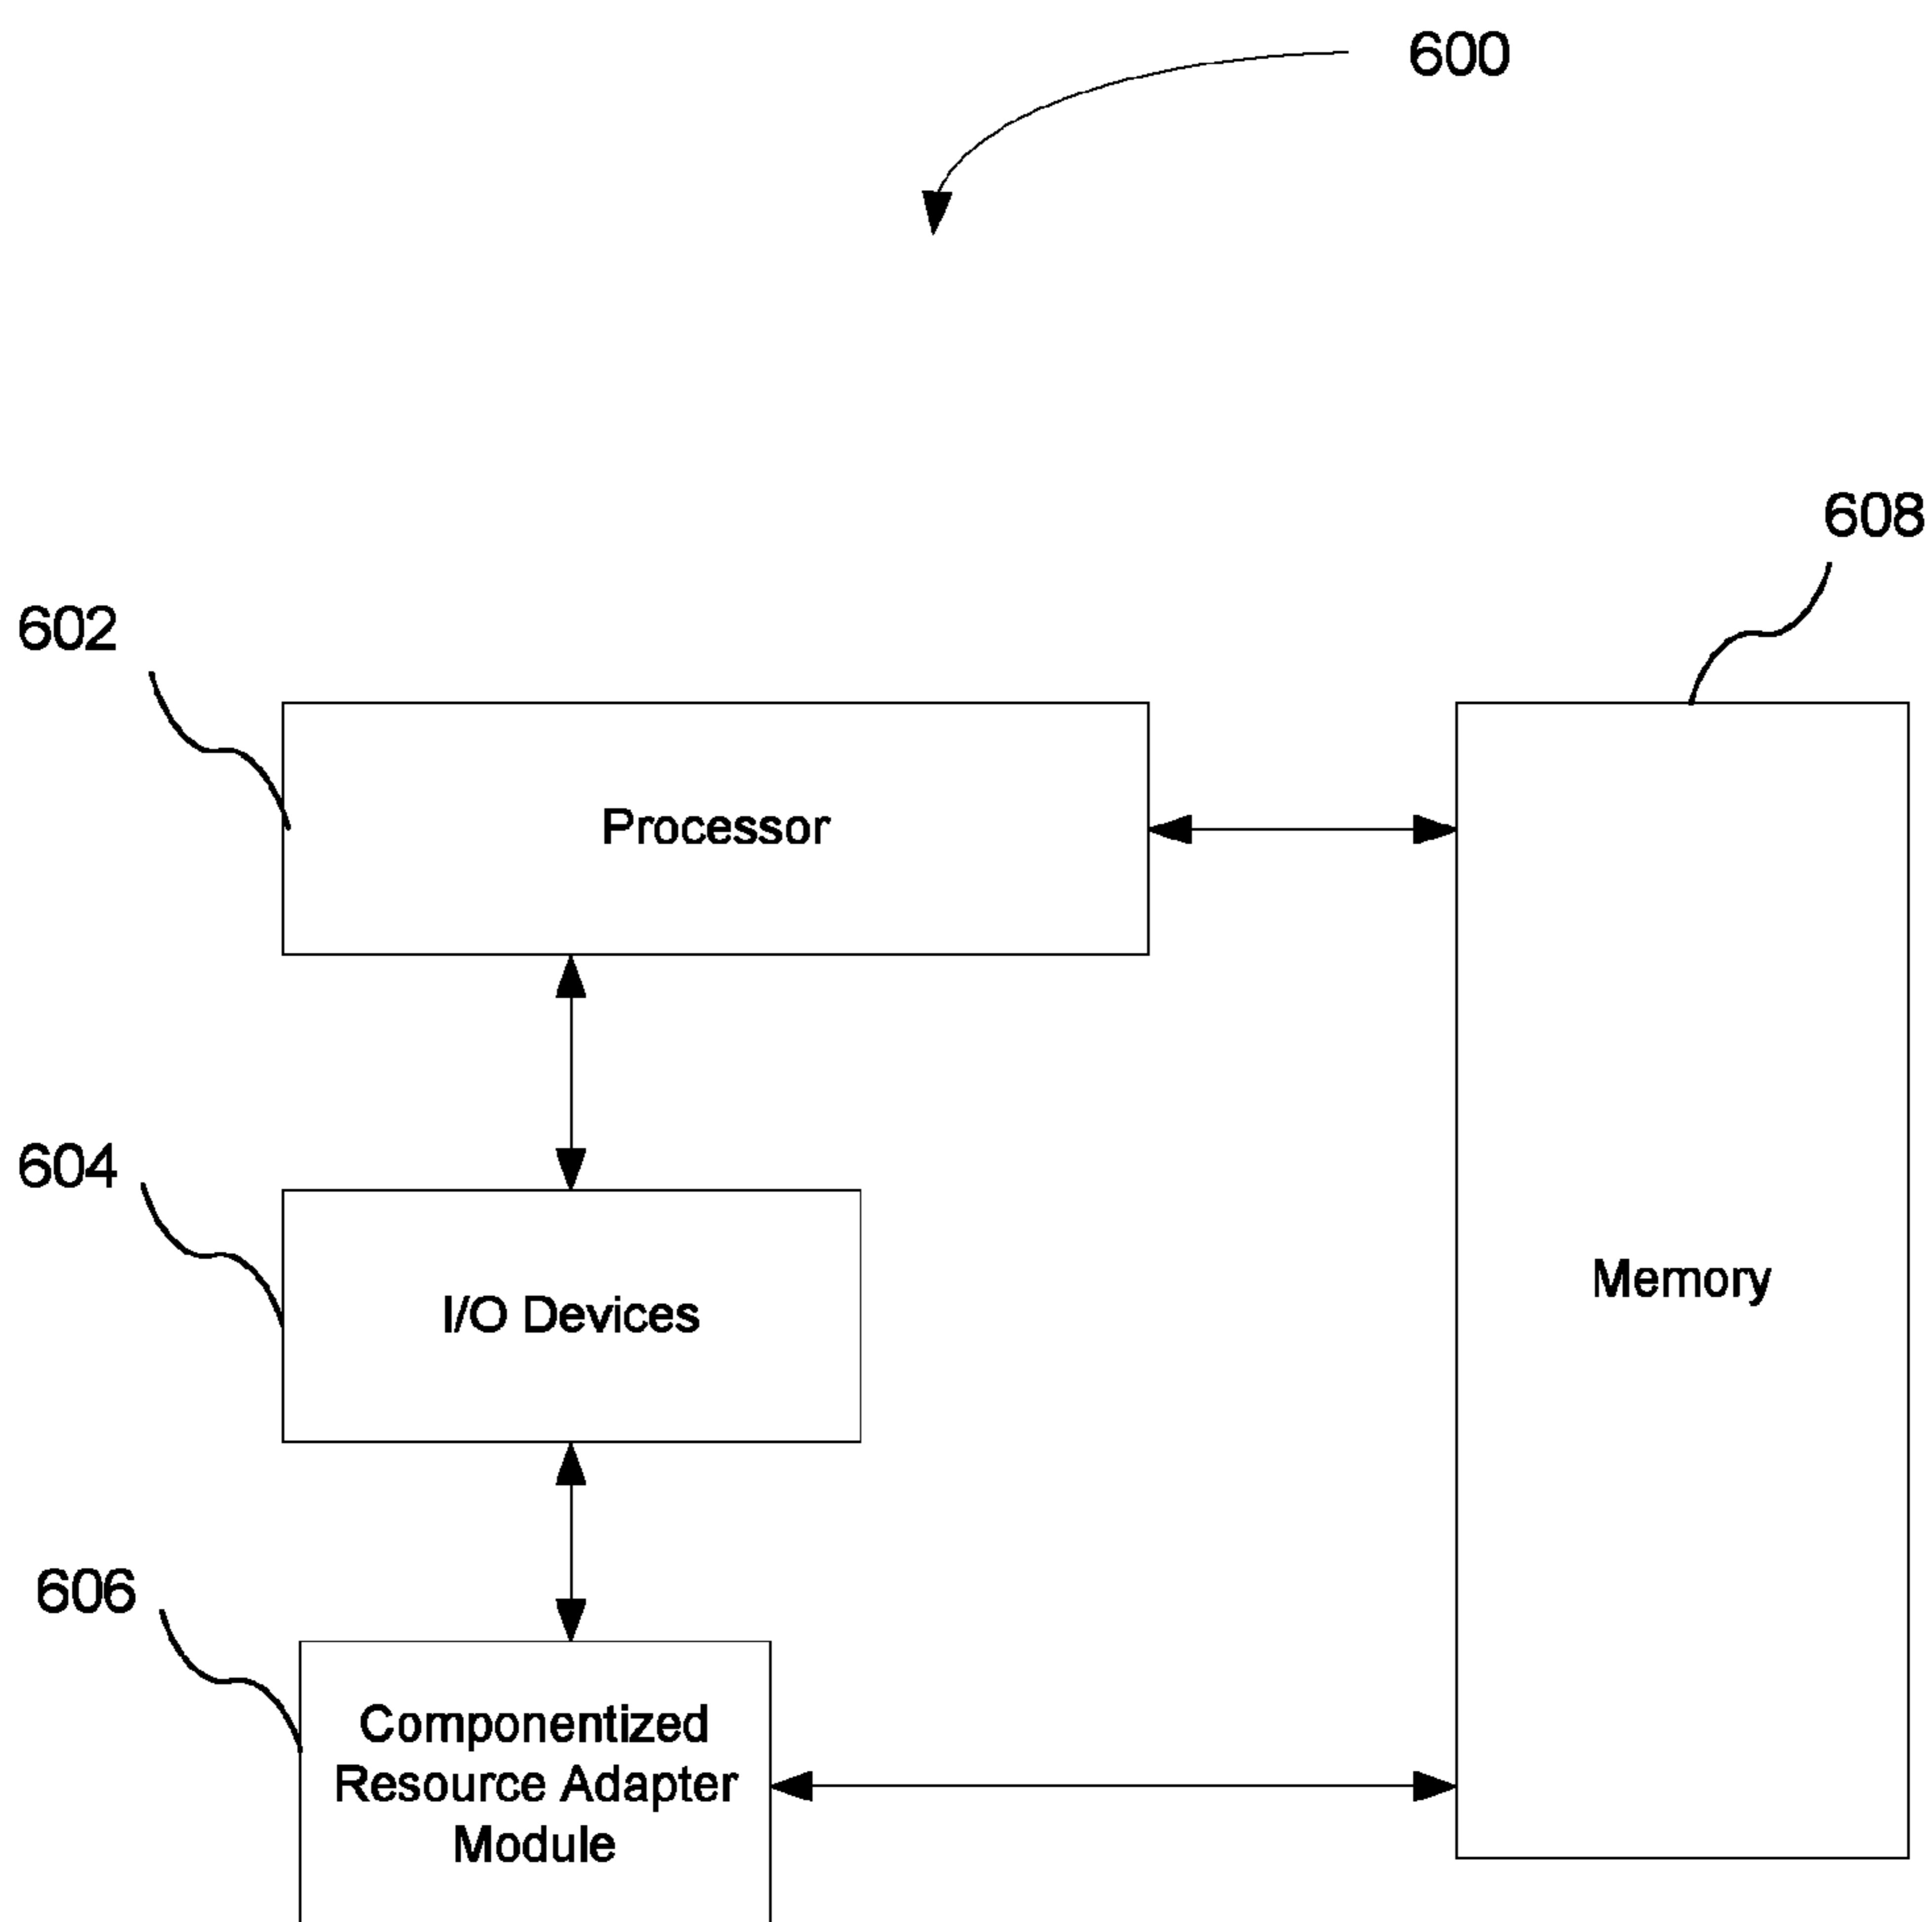 600
608
602
Processor
604
I/O Devices
Memory
606
Componentized
Resource Adapter
Module